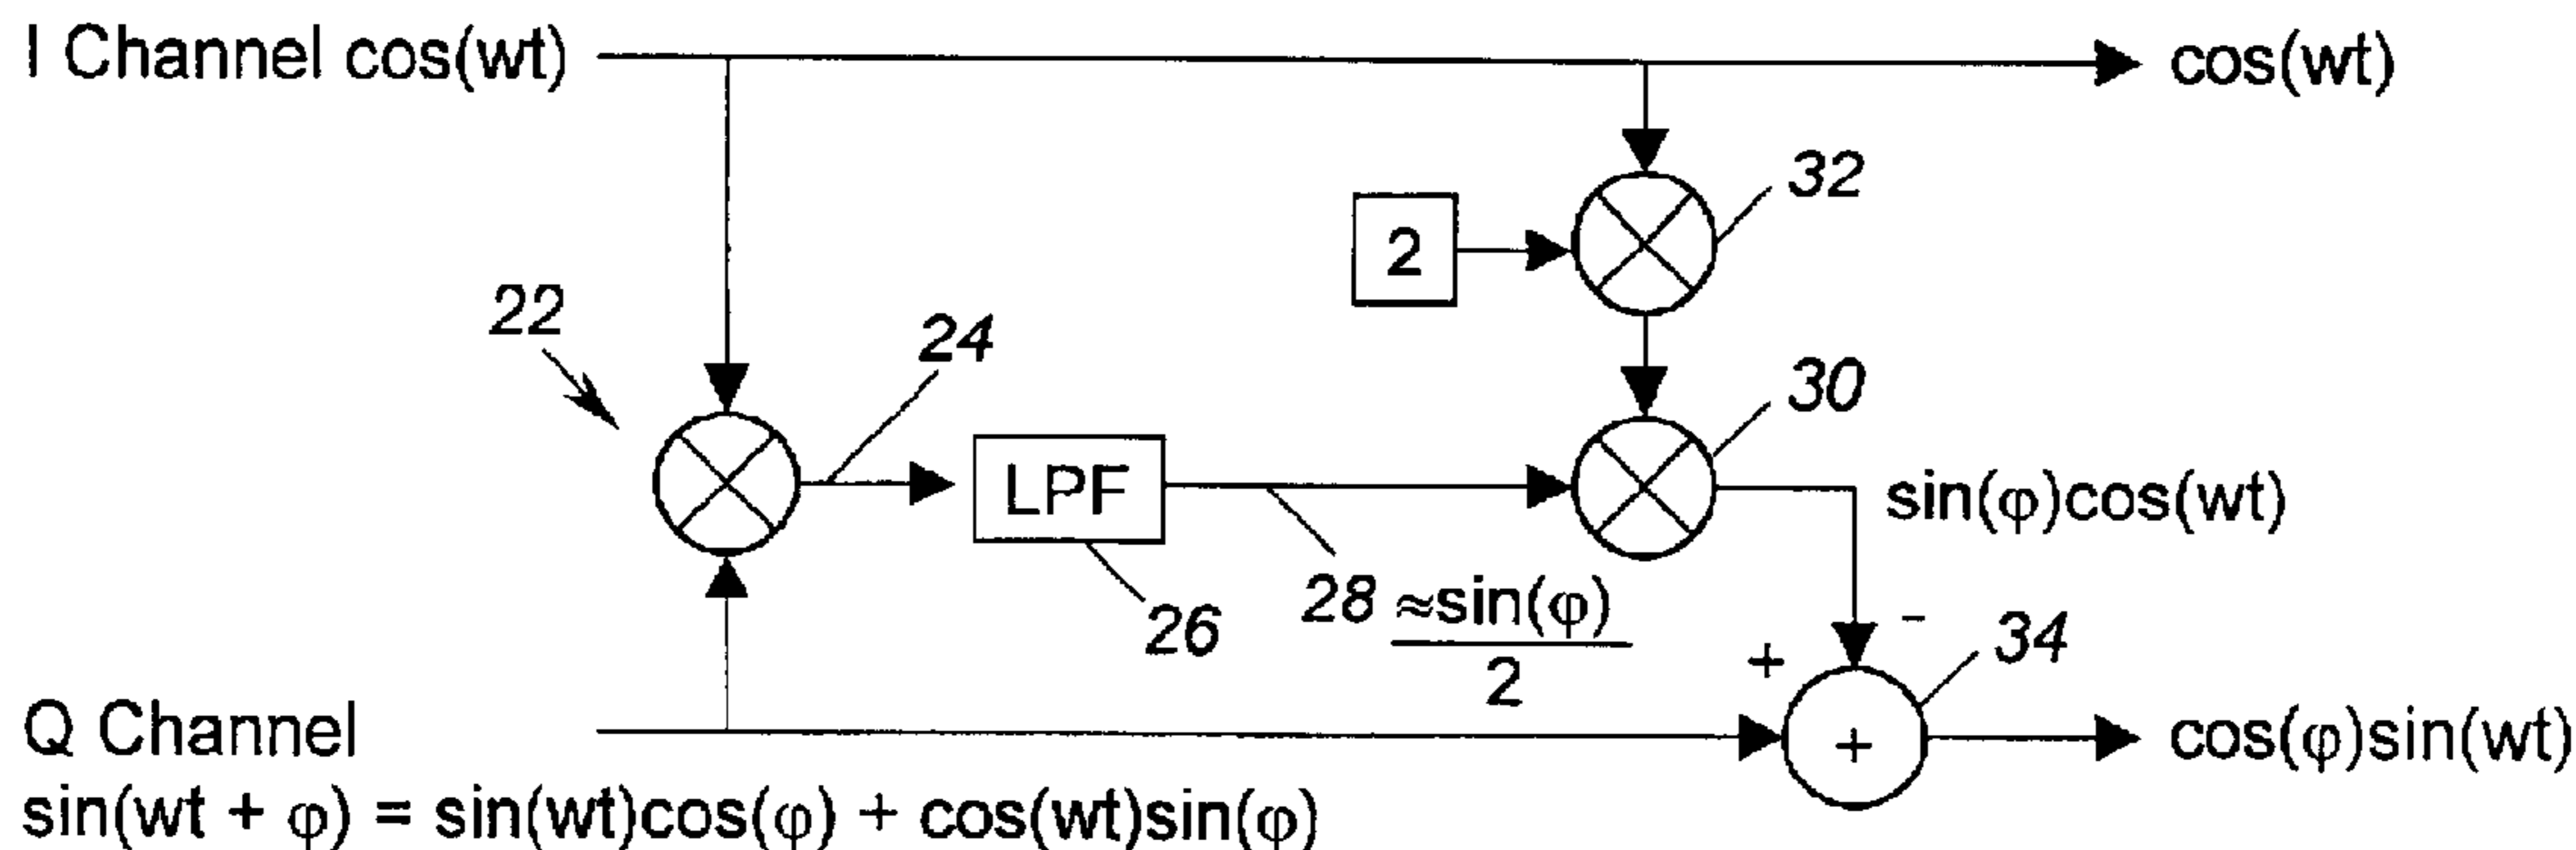 I Channel cos(wt)
cos(wt)
32
2
22
24
30
LPF
sin(φ)cos(wt)
26
28
≈sin(φ)
2
-
+
34
Q Channel
+
cos(φ)sin(wt)
sin(wt + φ) = sin(wt)cos(φ) + cos(wt)sin(φ)